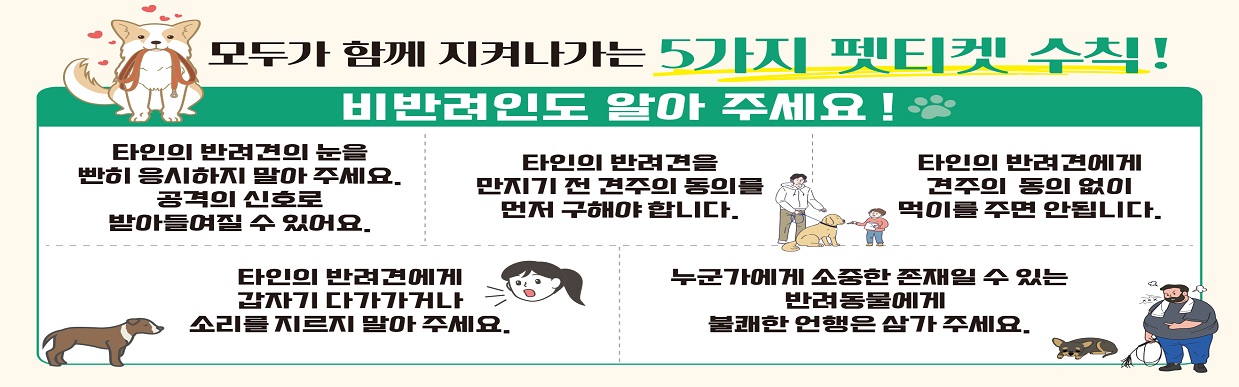 모두가 함께 지켜나가는 5가지 펫티켓 수칙!
비반려인도 알아 주세요!
타인의 반려견의 눈을
빤히 응시하지 말아 주세요.
공격의 신호로
받아들여질 수 있어요.
타인의 반려견을
만지기 전 견주의 동의를
먼저 구해야 합니다.
타인의 반려견에게
견주의 동의 없이
먹이를 주면 안됩니다.
타인의 반려견에게
갑자기 다가가거나
소리를 지르지 말아 주세요.
누군가에게 소중한 존재일 수 있는
반려동물에게
불쾌한 언행은 삼가 주세요.